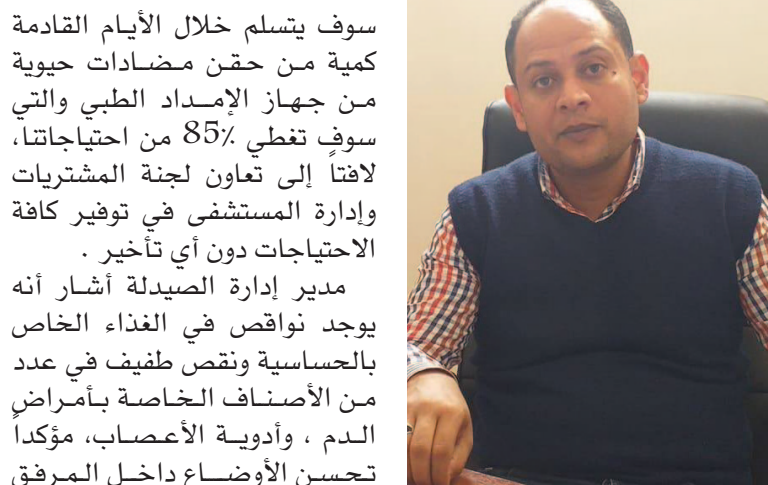 سوف يتسلم خلال الأيام القادمة
كمية من حقن مضادات حيوية
من جهاز الإمداد الطبي والتي
سوف تغطي 85٪ من احتياجاتنا،
لافتاً إلى تعاون لجنة المشتريات
وإدارة المستشفى في توفير كافة
الاحتياجات دون أي تأخير .
مدير إدارة الصيدلة أشار أنه
يوجد نواقص في الغذاء الخاص
بالحساسية ونقص طفيف في عدد
من الأصناف الخاصة بأمراض
الدم ، وأدوية الأعصاب، مؤكداً
تحسن الأوضاع داخل المرفق